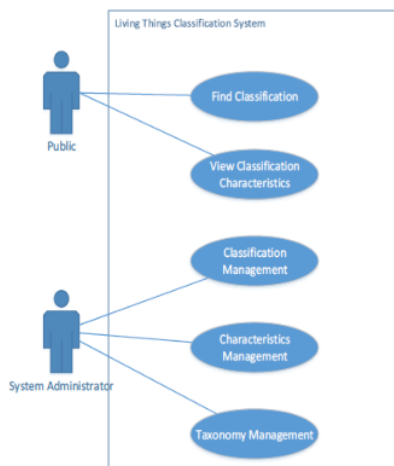 Living Things Classification System
Find Classification
Public
View Classification
Characteristics
Classification
Management
Characteristics
Management
System Administrator
Taxonomy Management